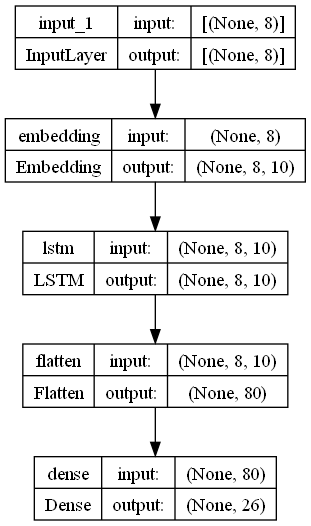 input_1 input: [(None, 8)]
InputLayer output: [(None, 8)]
embedding input: (None, 8)
Embedding output: (None, 8, 10)
lstm input: (None, 8, 10)
LSTM output: (None, 8, 10)
flatten input: (None, 8, 10)
Flatten output: (None, 80)
dense input: (None, 80)
Dense output: (None, 26)